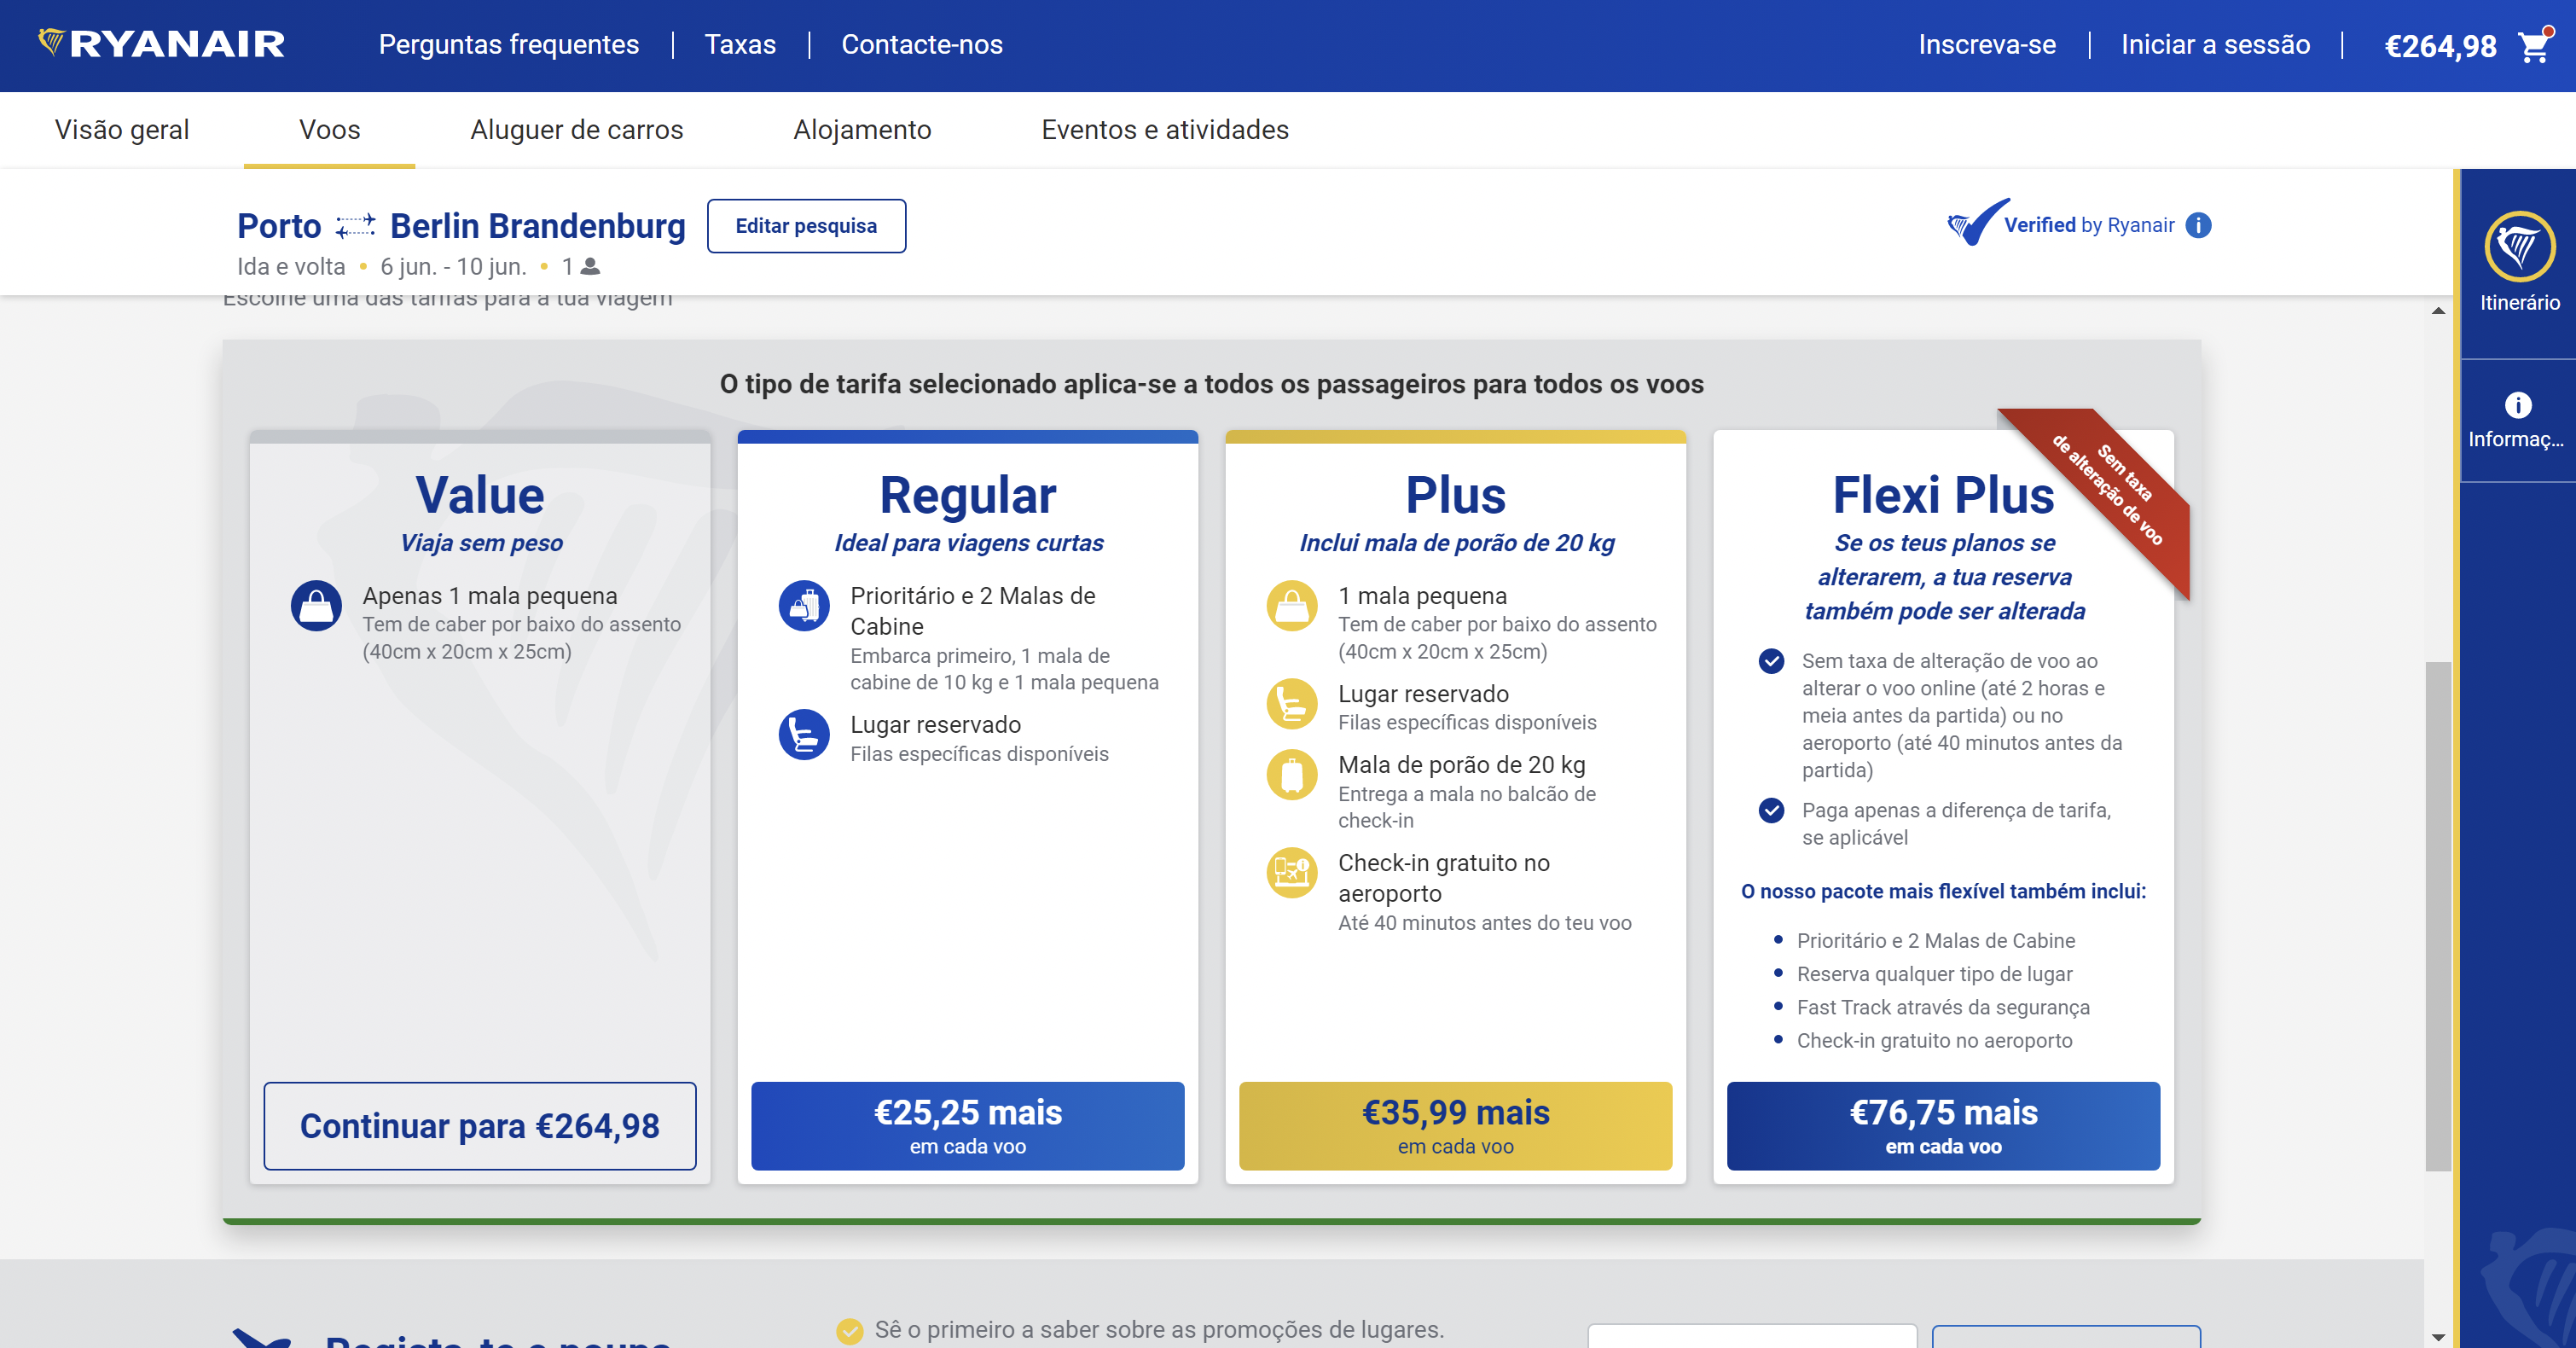 RYANAIR
Perguntas frequentes
Taxas
Contacte-nos
Inscreva-se
Iniciar a sessão
€264,98
Visão geral
Voos
Aluguer de carros
Alojamento
Eventos e atividades
Porto
Berlin Brandenburg
Editar pesquisa
Ida e volta • 6 jun. - 10 jun. • 1
Verified by Ryanair
Itinerário
Informaç...
Escolhe uma das tarifas para a tua viagem
O tipo de tarifa selecionado aplica-se a todos os passageiros para todos os voos
Value
Viaja sem peso
Apenas 1 mala pequena
Tem de caber por baixo do assento
(40cm x 20cm x 25cm)
Continuar para €264,98
Regular
Ideal para viagens curtas
Prioritário e 2 Malas de
Cabine
Embarca primeiro, 1 mala de
cabine de 10 kg e 1 mala pequena
Lugar reservado
Filas específicas disponíveis
€25,25 mais
em cada voo
Plus
Inclui mala de porão de 20 kg
1 mala pequena
Tem de caber por baixo do assento
(40cm x 20cm x 25cm)
Lugar reservado
Filas específicas disponíveis
Mala de porão de 20 kg
Entrega a mala no balcão de
check-in
Check-in gratuito no
aeroporto
Até 40 minutos antes do teu voo
€35,99 mais
em cada voo
Sem taxa
de alteração de voo
Flexi Plus
Se os teus planos se
alterarem, a tua reserva
também pode ser alterada
Sem taxa de alteração de voo ao
alterar o voo online (até 2 horas e
meia antes da partida) ou no
aeroporto (até 40 minutos antes da
partida)
Paga apenas a diferença de tarifa,
se aplicável
O nosso pacote mais flexível também inclui:
• Prioritário e 2 Malas de Cabine
• Reserva qualquer tipo de lugar
• Fast Track através da segurança
• Check-in gratuito no aeroporto
€76,75 mais
em cada voo
Regista-te e poupa
Sê o primeiro a saber sobre as promoções de lugares.